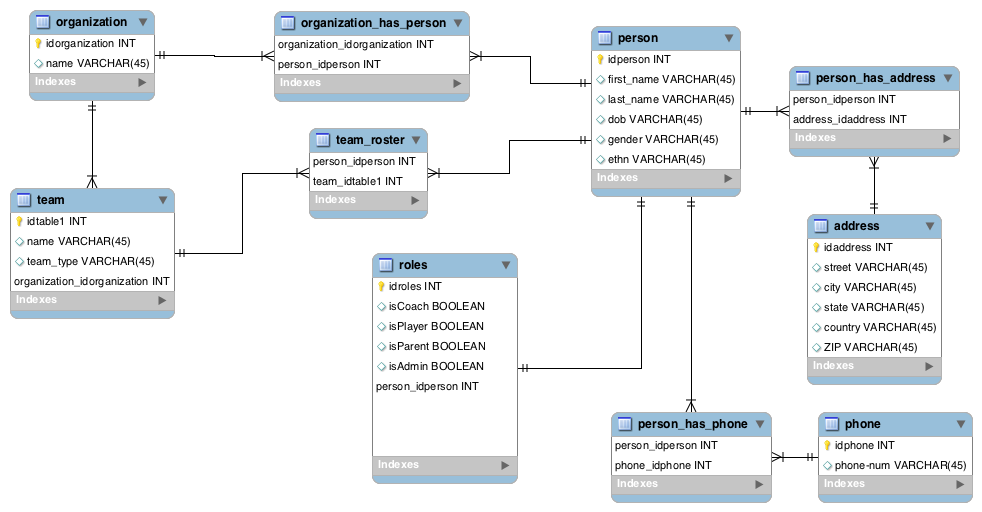 organization
idorganization INT
name VARCHAR(45)
Indexes
organization_has_person
organization_idorganization INT
person_idperson INT
Indexes
person
idperson INT
first_name VARCHAR(45)
last_name VARCHAR(45)
dob VARCHAR(45)
gender VARCHAR(45)
ethn VARCHAR(45)
Indexes
person_has_address
person_idperson INT
address_idaddress INT
Indexes
team_roster
person_idperson INT
team_idtable1 INT
Indexes
team
idtable1 INT
name VARCHAR(45)
team_type VARCHAR(45)
organization_idorganization INT
Indexes
roles
idroles INT
isCoach BOOLEAN
isPlayer BOOLEAN
isParent BOOLEAN
isAdmin BOOLEAN
person_idperson INT
Indexes
address
idaddress INT
street VARCHAR(45)
city VARCHAR(45)
state VARCHAR(45)
country VARCHAR(45)
ZIP VARCHAR(45)
Indexes
person_has_phone
person_idperson INT
phone_idphone INT
Indexes
phone
idphone INT
phone-num VARCHAR(45)
Indexes